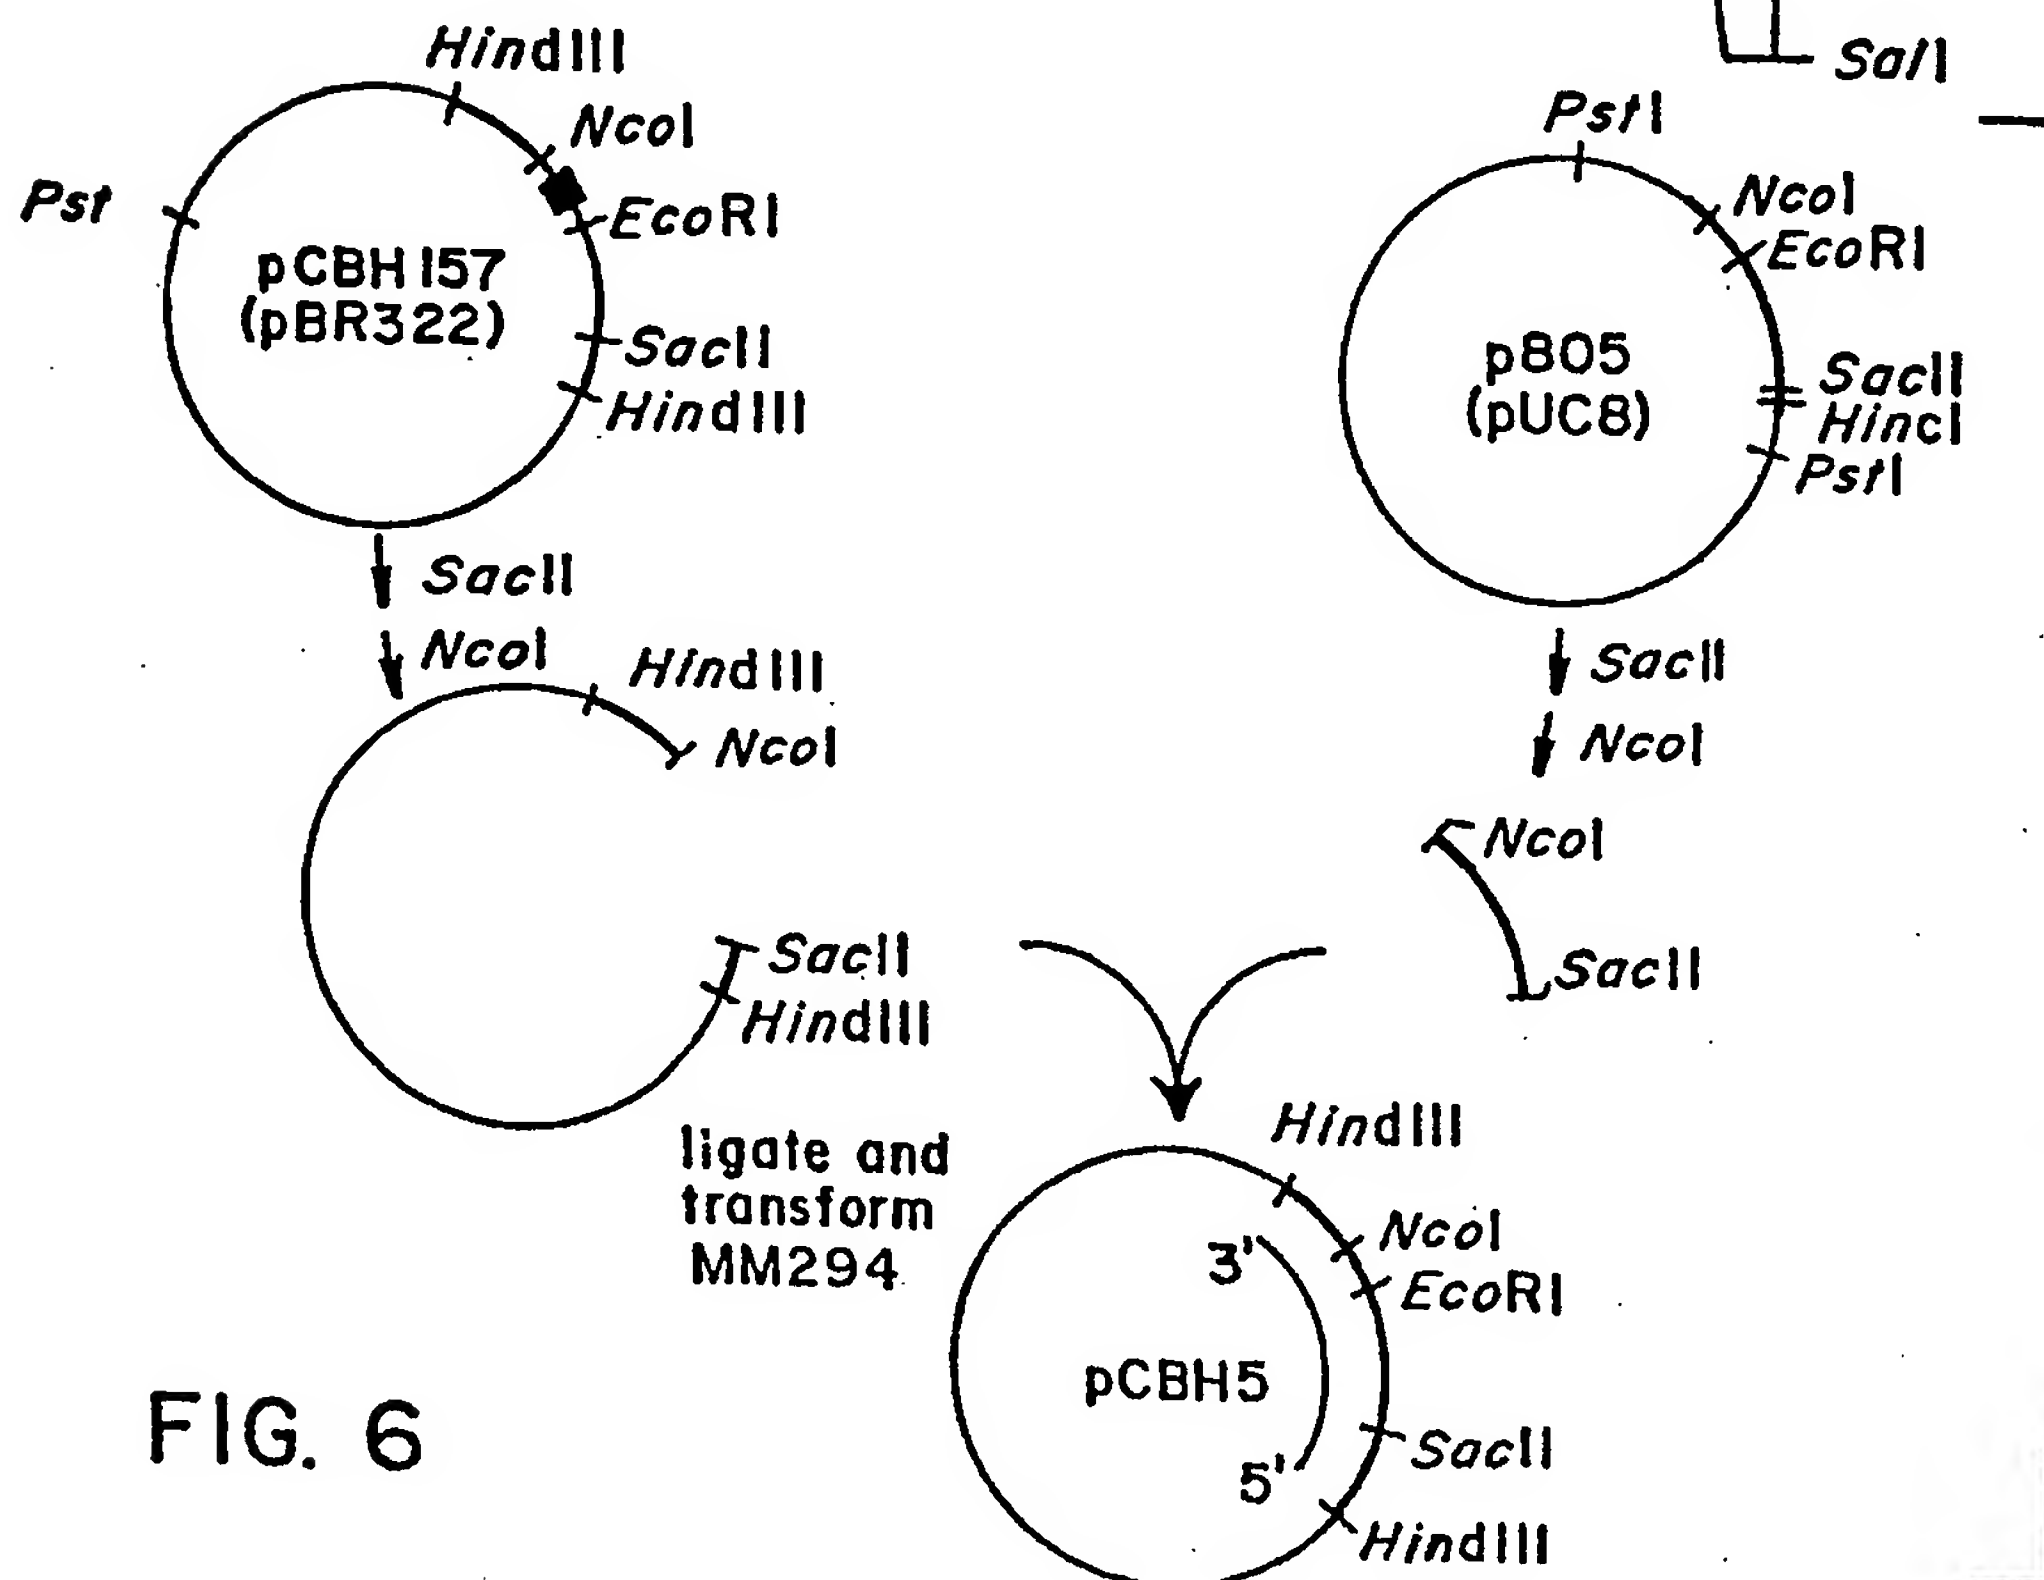 HindIII
NcoI
Pst
EcoRI
pCBH157
(pBR322)
SacII
HindIII
SalI
PstI
NcoI
EcoRI
p805
(pUC8)
SacII
HincI
PstI
SacII
NcoI
HindIII
NcoI
SacII
HindIII
SacII
NcoI
NcoI
SacII
ligate and
transform
MM294
HindIII
NcoI
EcoRI
3'
pCBH5
5'
SacII
HindIII
FIG. 6